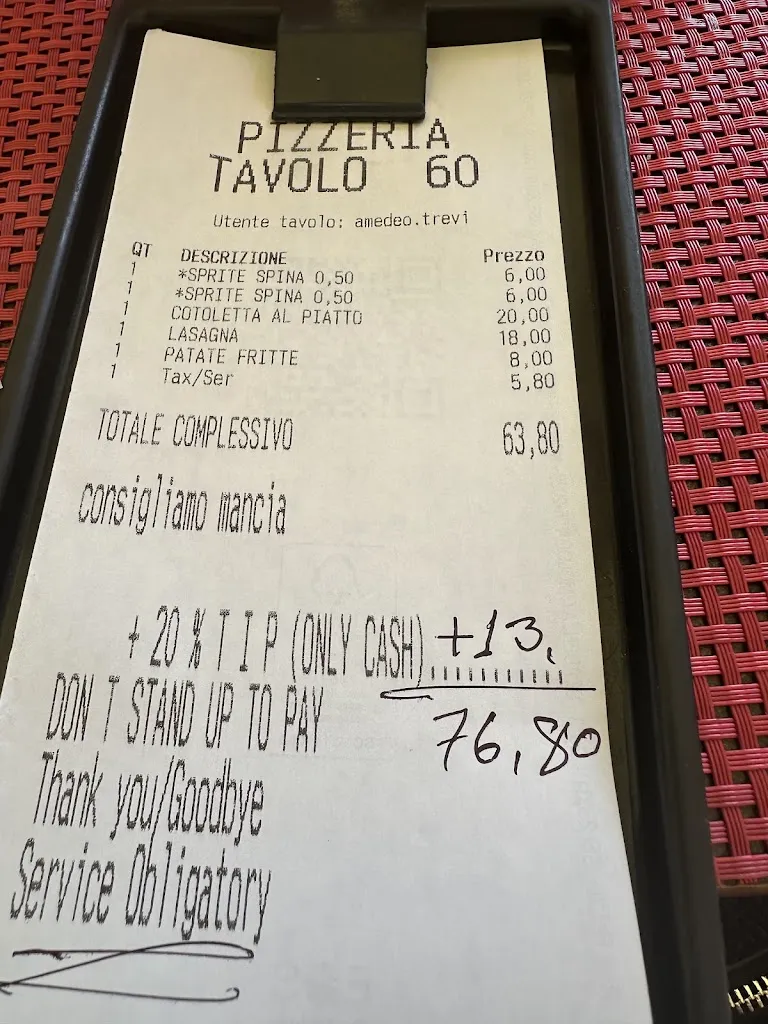 PIZZERIA
TAVOLO 60
Utente tavolo: amedeo.trevi
QT DESCRIZIONE Prezzo
1 *SPRITE SPINA 0,50 6,00
1 *SPRITE SPINA 0,50 6,00
1 COTOLETTA AL PIATTO 20,00
1 LASAGNA 18,00
1 PATATE FRITTE 8,00
1 Tax/Ser 5,80
TOTALE COMPLESSIVO 63,80
consigliamo mancia
+ 20 % T I P (ONLY CASH) +13,
DON T STAND UP TO PAY
76,80
Thank you/Goodbye
Service Obligatory